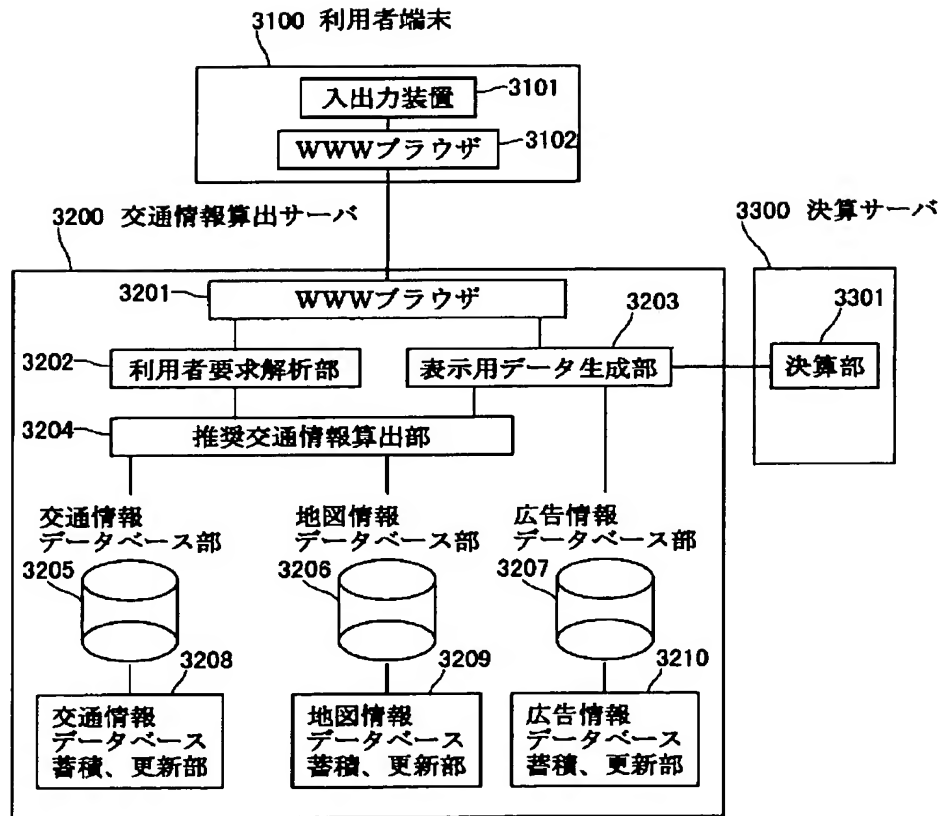 3100 利用者端末
入出力装置
3101
WWWブラウザ
3102
3200 交通情報算出サーバ
3300 決算サーバ
3201
WWWブラウザ
3203
3301
3202
利用者要求解析部
表示用データ生成部
決算部
3204
推奨交通情報算出部
交通情報
データベース部
3205
地図情報
データベース部
3206
広告情報
データベース部
3207
3208
交通情報
データベース
蓄積、更新部
3209
地図情報
データベース
蓄積、更新部
3210
広告情報
データベース
蓄積、更新部